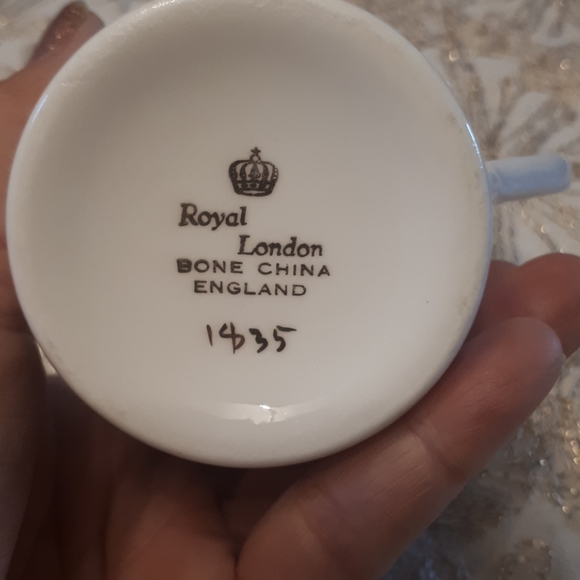 Royal
London
BONE CHINA
ENGLAND
1435